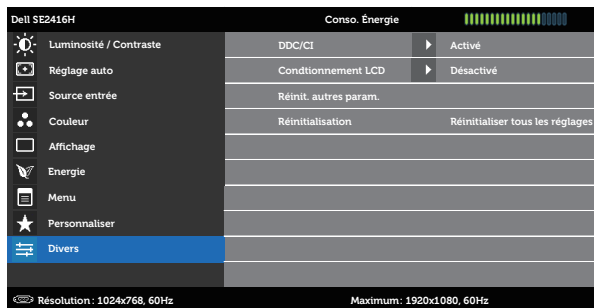 Dell SE2416H Conso. Énergie
Luminosité / Contraste DDC/CI Activé
Réglage auto Condtionnement LCD Désactivé
Source entrée Réinit. autres param.
Couleur Réinitialisation Réinitialiser tous les réglages
Affichage
Energie
Menu
Personnaliser
Divers
Résolution : 1024x768, 60Hz Maximum: 1920x1080, 60Hz